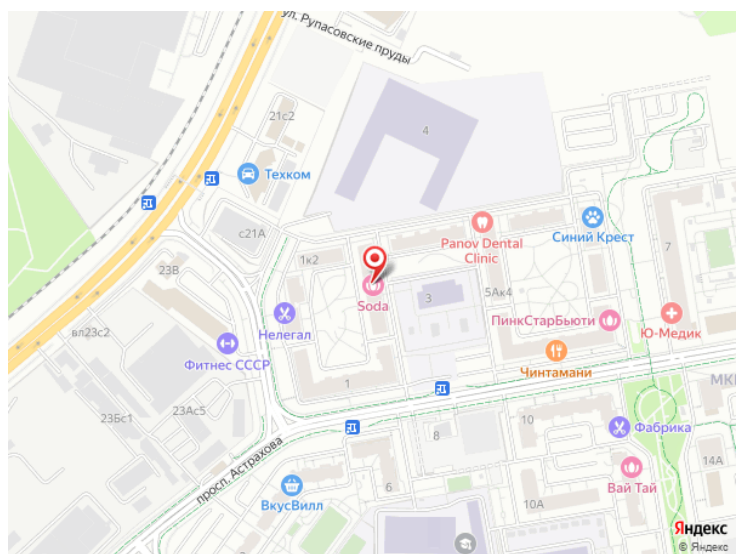 ул. Рупасовские пруды
21с2
4
Техком
с21А
1к2
Panov Dental
Clinic
Синий Крест
7
23В
Soda
3
5Ак4
Нелегал
ПинкСтарБьюти
Ю-Медик
вл23с2
Фитнес СССР
Чинтамани
1
МК
23Ас5
23Бс1
8
10
Фабрика
просп. Астрахова
14А
6
Вай Тай
ВкусВилл
10А
Яндекс
© Яндекс